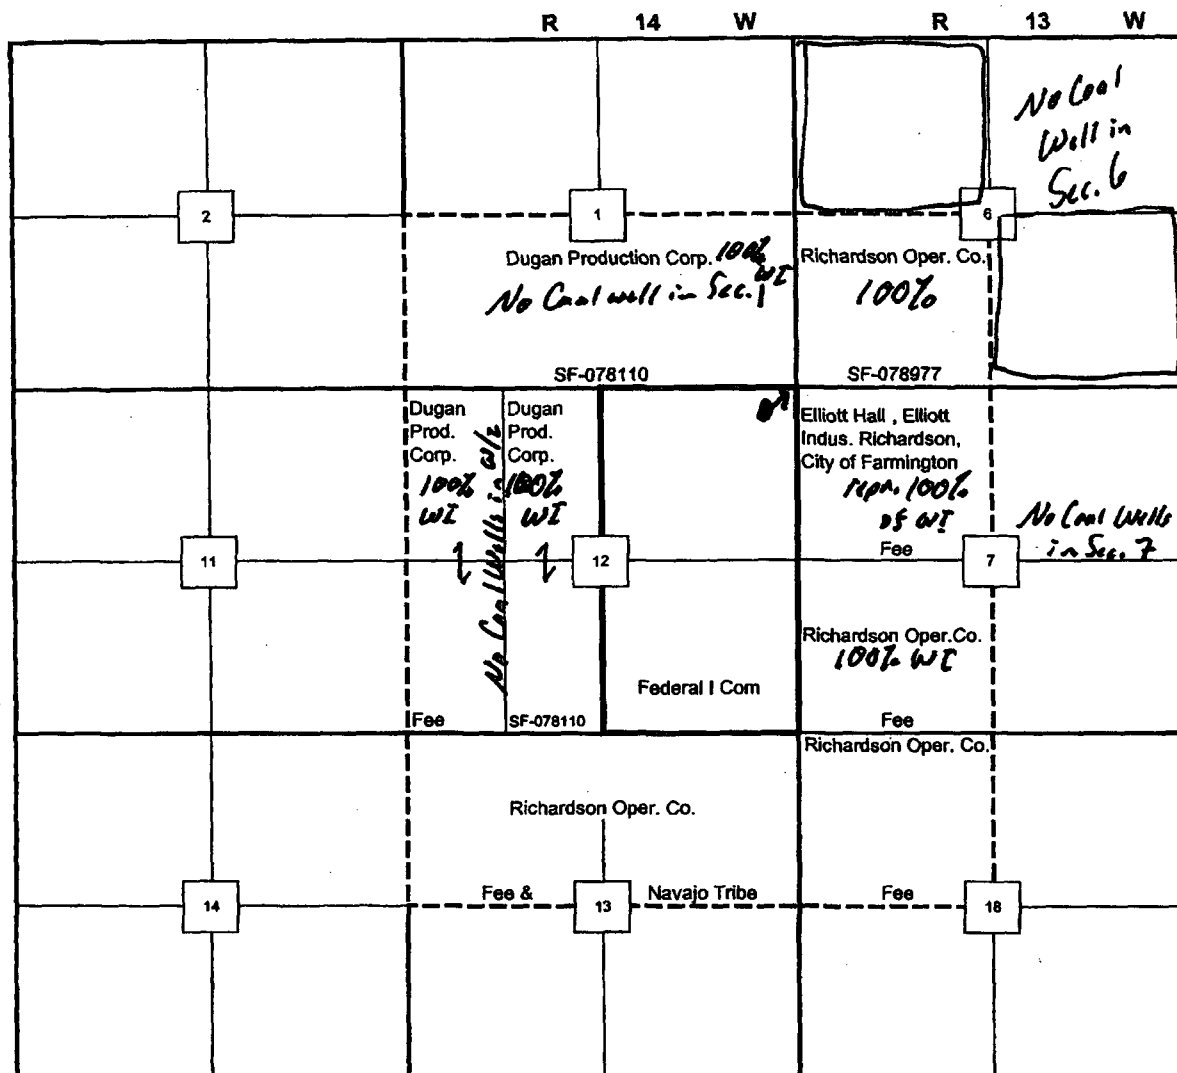 R 14 W R 13 W
No Coal
Well in
Sec. 6
2
1
6
Dugan Production Corp. 100%
WI
No Coal well in Sec. 1
Richardson Oper. Co.
100%
SF-078110
SF-078977
Dugan
Prod.
Corp.
100%
WI
No Coal Wells in W/2
Dugan
Prod.
Corp.
100%
WI
Elliott Hall , Elliott
Indus. Richardson,
City of Farmington
repr. 100%
of WI
Fee
No Coal Wells
in Sec. 7
11
12
7
Richardson Oper.Co.
100% WI
Federal I Com
Fee
SF-078110
Fee
Richardson Oper. Co.
Richardson Oper. Co.
14
Fee &
13
Navajo Tribe
Fee
18